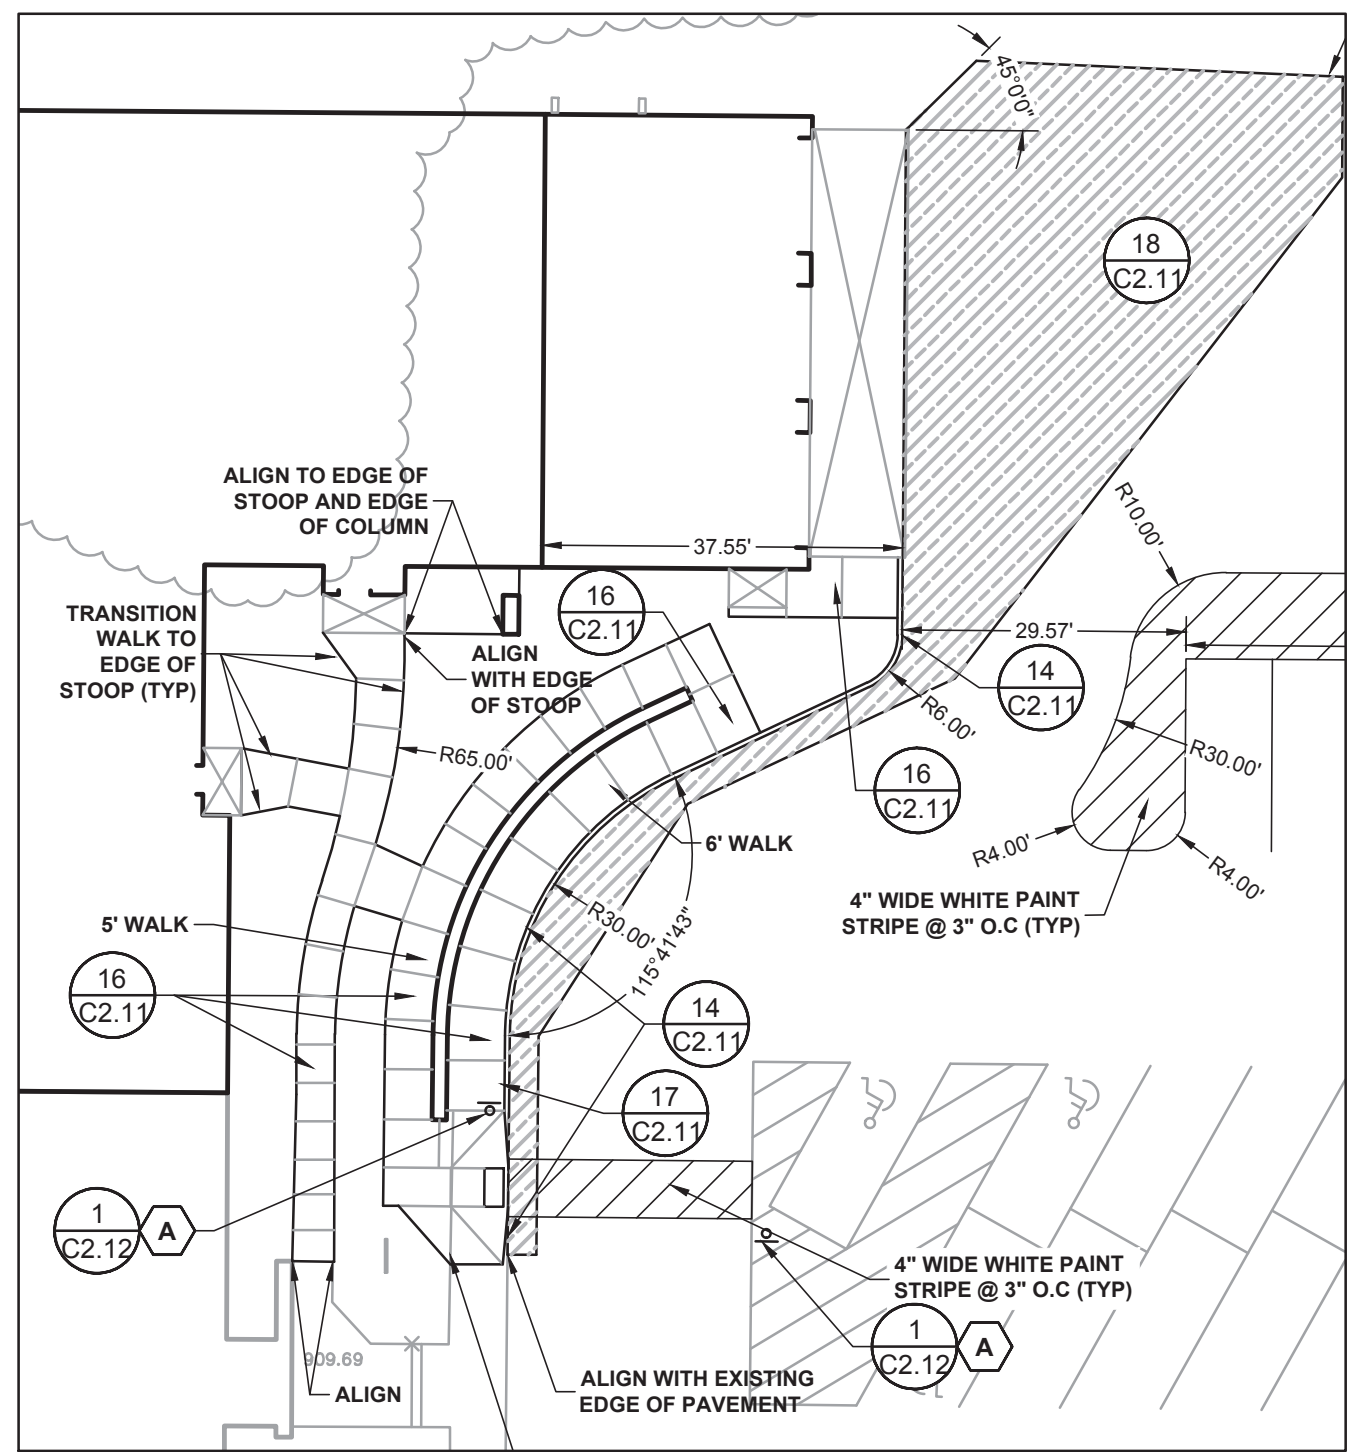 45°0'0"
18
C2.11
ALIGN TO EDGE OF
STOOP AND EDGE
OF COLUMN
R10.00'
37.55'
16
C2.11
TRANSITION
WALK TO
EDGE OF
STOOP (TYP)
ALIGN
WITH EDGE
OF STOOP
29.57'
14
C2.11
R6.00'
R65.00'
R30.00'
16
C2.11
6' WALK
R4.00'
R4.00'
4" WIDE WHITE PAINT
STRIPE @ 3" O.C (TYP)
5' WALK
R30.00'
115°41'43"
16
C2.11
14
C2.11
17
C2.11
1
C2.12
A
4" WIDE WHITE PAINT
STRIPE @ 3" O.C (TYP)
1
C2.12
A
909.69
ALIGN
ALIGN WITH EXISTING
EDGE OF PAVEMENT